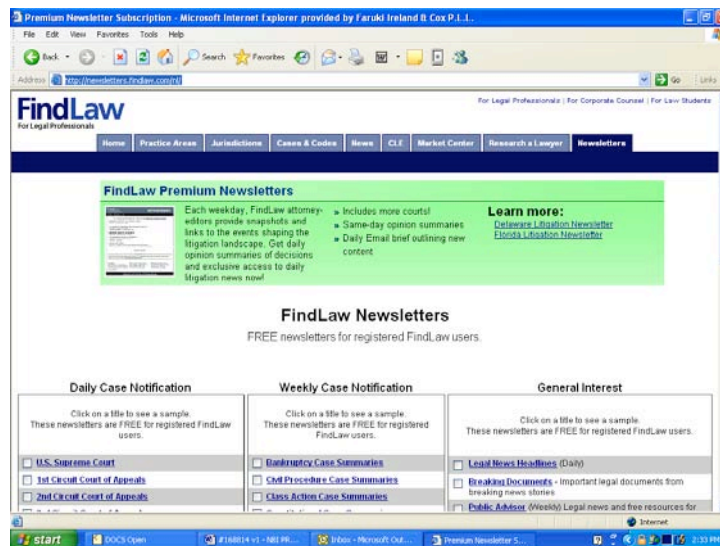 Premium Newsletter Subscription - Microsoft Internet Explorer provided by Faruki Ireland & Cox P.L.L.
File Edit View Favorites Tools Help
Back Search Favorites
Address http://newsletters.findlaw.com/nl/ Go Links
FindLaw
For Legal Professionals
For Legal Professionals | For Corporate Counsel | For Law Students
Home Practice Areas Jurisdictions Cases & Codes News CLE Market Center Research a Lawyer Newsletters
FindLaw Premium Newsletters
Each weekday, FindLaw attorney-
editors provide snapshots and
links to the events shaping the
litigation landscape. Get daily
opinion summaries of decisions
and exclusive access to daily
litigation news now!
» Includes more courts!
» Same-day opinion summaries
» Daily Email brief outlining new
content
Learn more:
Delaware Litigation Newsletter
Florida Litigation Newsletter
FindLaw Newsletters
FREE newsletters for registered FindLaw users.
Daily Case Notification
Click on a title to see a sample.
These newsletters are FREE for registered FindLaw
users.
U.S. Supreme Court
1st Circuit Court of Appeals
2nd Circuit Court of Appeals
Weekly Case Notification
Click on a title to see a sample.
These newsletters are FREE for registered
FindLaw users.
Bankruptcy Case Summaries
Civil Procedure Case Summaries
Class Action Case Summaries
General Interest
Click on a title to see a sample.
These newsletters are FREE for registered FindLaw users.
Legal News Headlines (Daily)
Breaking Documents - Important legal documents from
breaking news stories
Public Advisor (Weekly) Legal news and free resources for
Internet
start DOCS Open #168814 v1 - NBI PR... Inbox - Microsoft Out... Premium Newsletter S... 2:33 PM